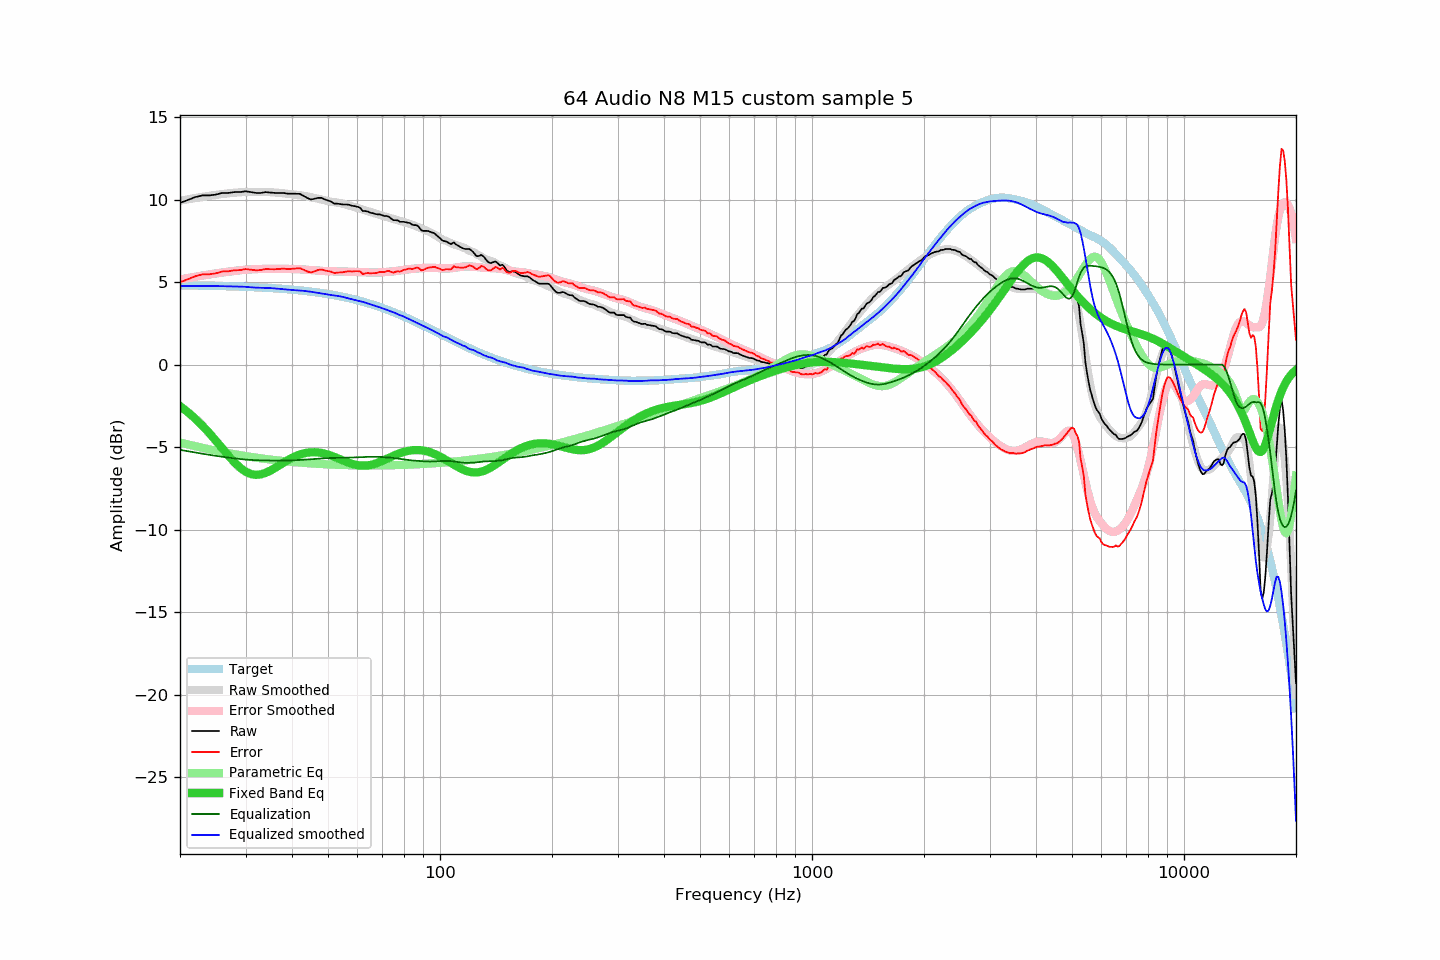 64 Audio N8 M15 custom sample 5
15
10
5
0
−5
−10
−15
−20
−25
Amplitude (dBr)
Target
Raw Smoothed
Error Smoothed
Raw
Error
Parametric Eq
Fixed Band Eq
Equalization
Equalized smoothed
100
1000
10000
Frequency (Hz)